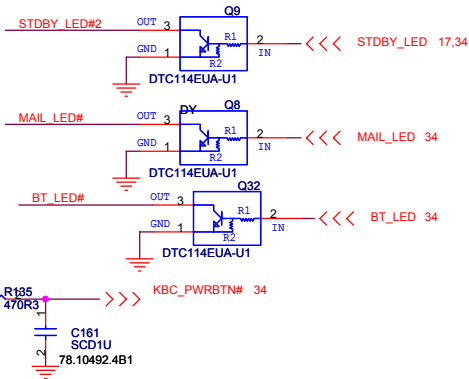 Q9
STDBY_LED#2 OUT 3 R1 2 STDBY_LED 17,34
GND 1 R2 IN
DTC114EUA-U1
DY Q8
MAIL_LED# OUT 3 R1 2 MAIL_LED 34
GND 1 R2 IN
DTC114EUA-U1
Q32
BT_LED# OUT 3 R1 2 BT_LED 34
GND 1 R2 IN
DTC114EUA-U1
R135 KBC_PWRBTN# 34
2
470R3 1
C161
SCD1U
2 78.10492.4B1